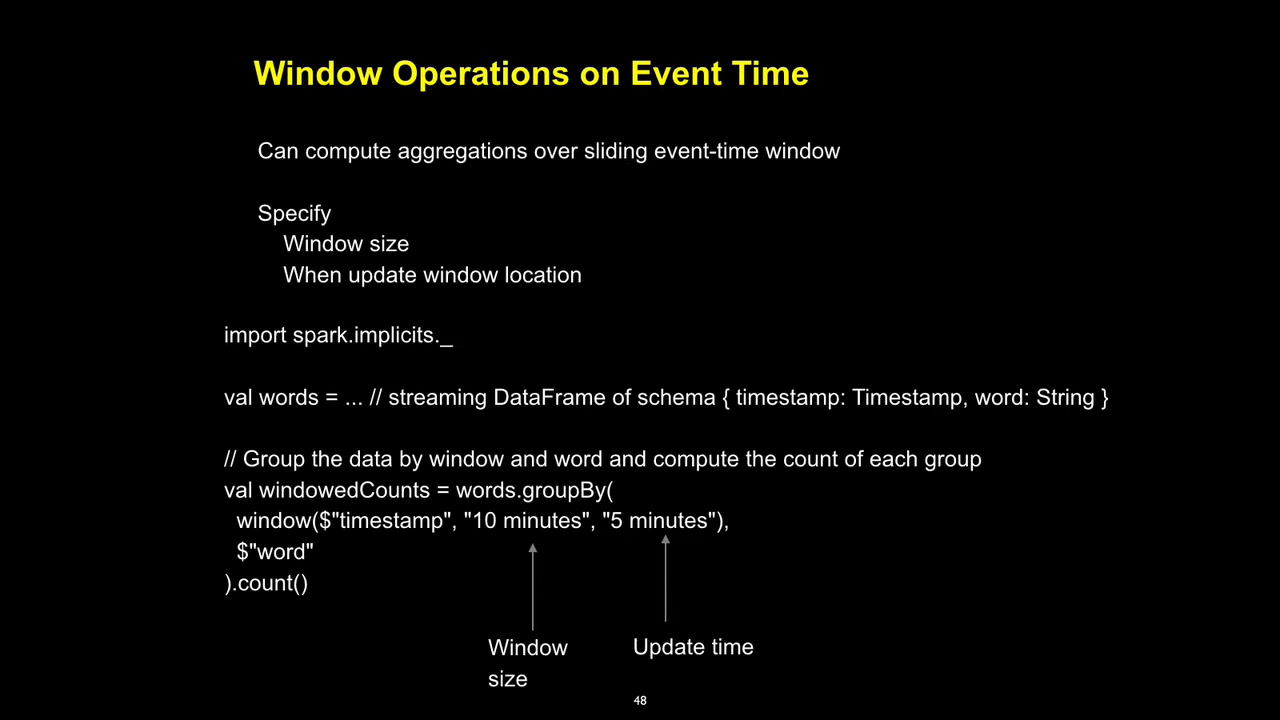 Window Operations on Event Time
Can compute aggregations over sliding event-time window
Specify
Window size
When update window location
import spark.implicits._
val words = ... // streaming DataFrame of schema { timestamp: Timestamp, word: String }
// Group the data by window and word and compute the count of each group
val windowedCounts = words.groupBy(
window($"timestamp", "10 minutes", "5 minutes"),
$"word"
).count()
Window
size
Update time
48